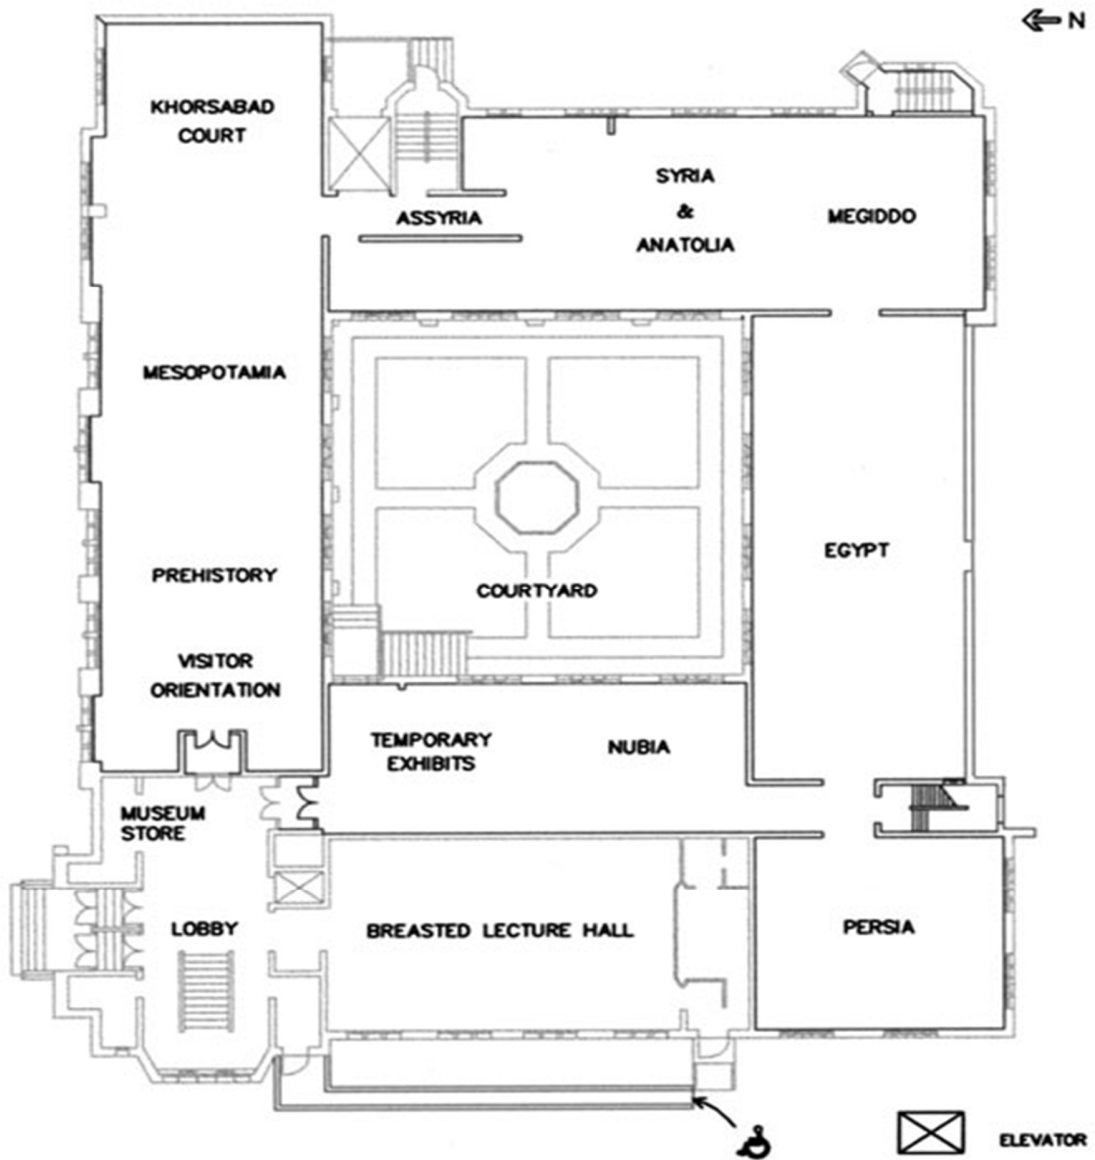 N
KHORSABAD
COURT
SYRIA
&
ANATOLIA
ASSYRIA
MEGIDDO
MESOPOTAMIA
EGYPT
PREHISTORY
COURTYARD
VISITOR
ORIENTATION
TEMPORARY
EXHIBITS
NUBIA
MUSEUM
STORE
LOBBY
BREASTED LECTURE HALL
PERSIA
ELEVATOR